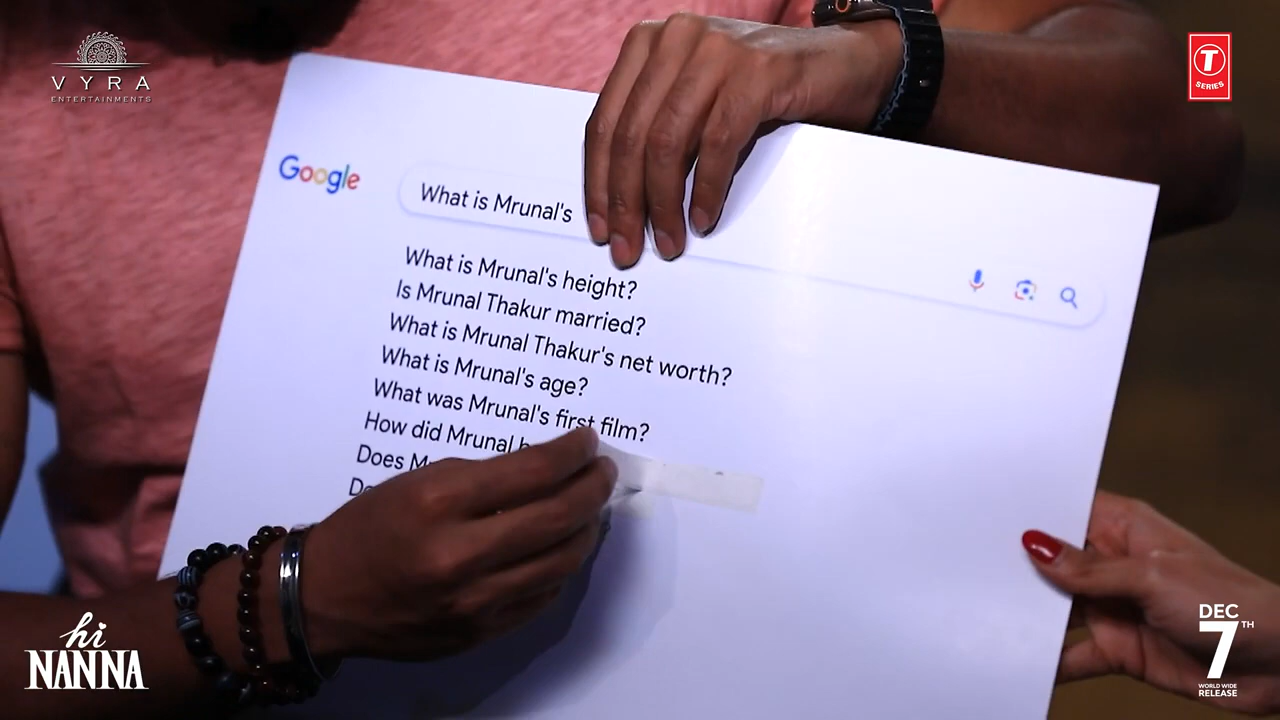 VYRA
ENTERTAINMENTS
T
SERIES
Google
What is Mrunal's
What is Mrunal's height?
Is Mrunal Thakur married?
What is Mrunal Thakur's net worth?
What is Mrunal's age?
What was Mrunal's first film?
How did Mrunal
Does
hi
NANNA
DEC
7TH
WORLD WIDE
RELEASE